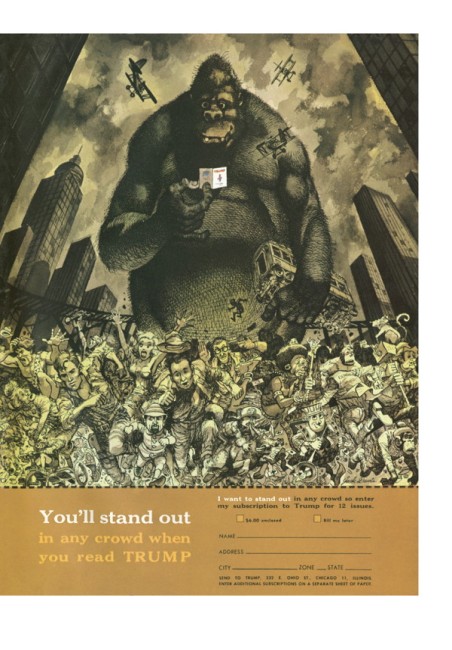 You'll stand out
in any crowd when
you read TRUMP
I want to stand out in any crowd so enter
my subscription to Trump for 12 issues.
$6.00 enclosed
Bill my later
NAME
ADDRESS
CITY ZONE STATE
SEND TO TRUMP, 232 E. OHIO ST., CHICAGO 11, ILLINOIS
ENTER ADDITIONAL SUBSCRIPTIONS ON A SEPARATE SHEET OF PAPER.